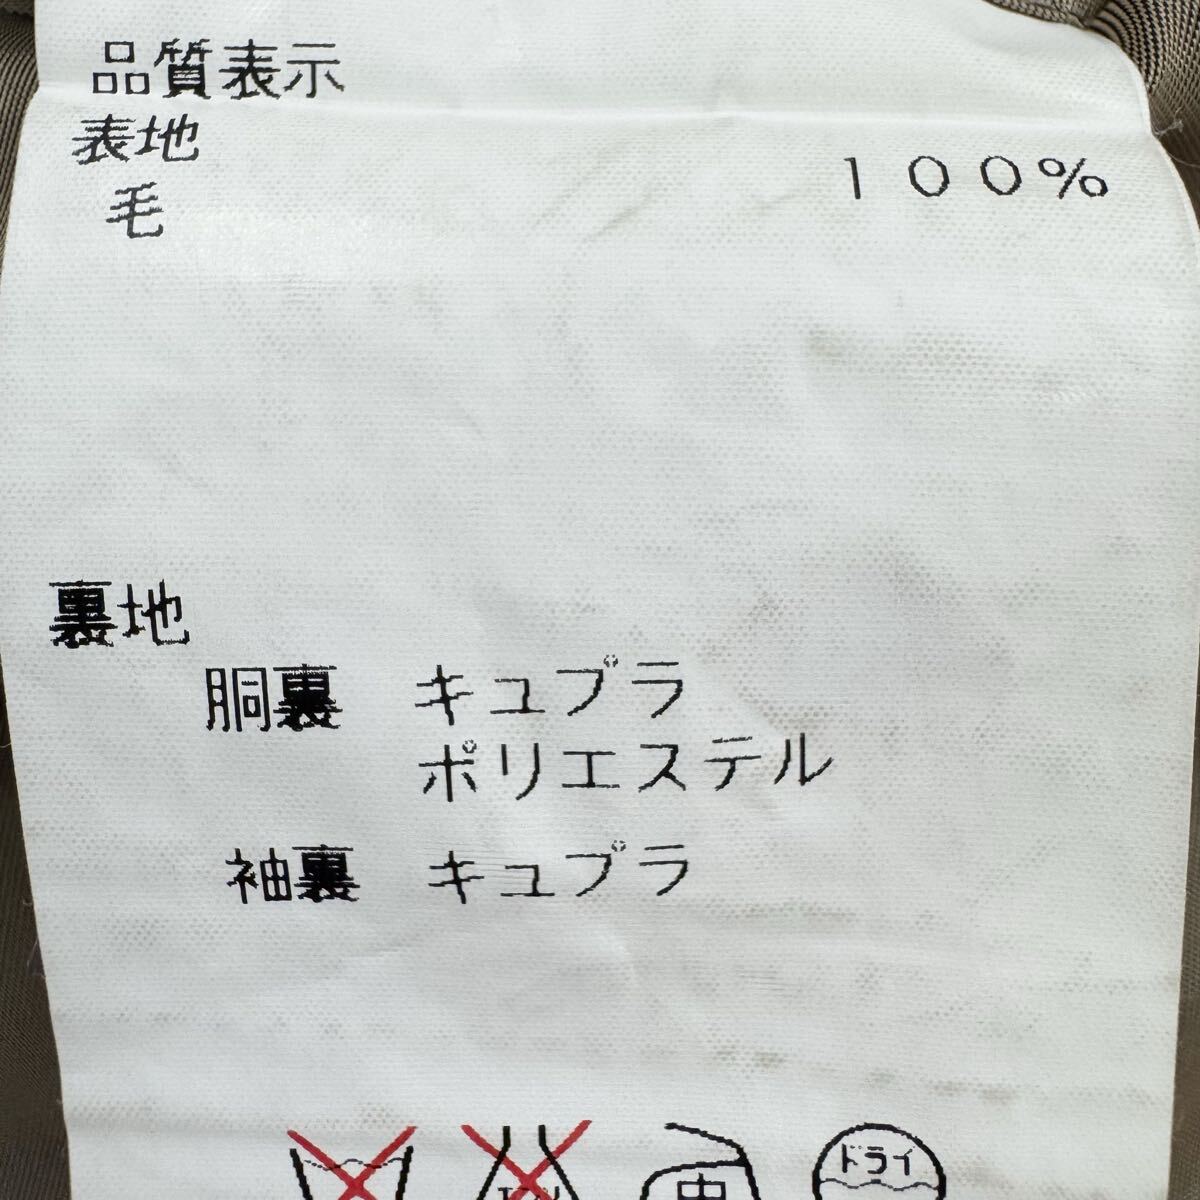 品質表示
表地
毛 １００％
裏地
胴裏 キュプラ
ポリエステル
袖裏 キュプラ
中
ドライ